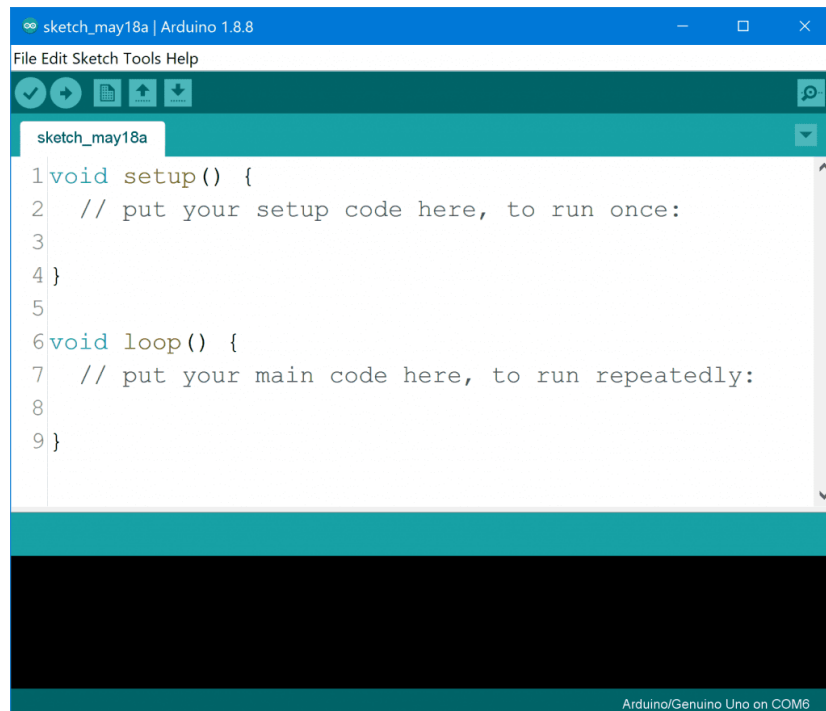 sketch_may18a | Arduino 1.8.8
File Edit Sketch Tools Help
sketch_may18a
1 void setup() {
2   // put your setup code here, to run once:
3
4 }
5
6 void loop() {
7   // put your main code here, to run repeatedly:
8
9 }
Arduino/Genuino Uno on COM6